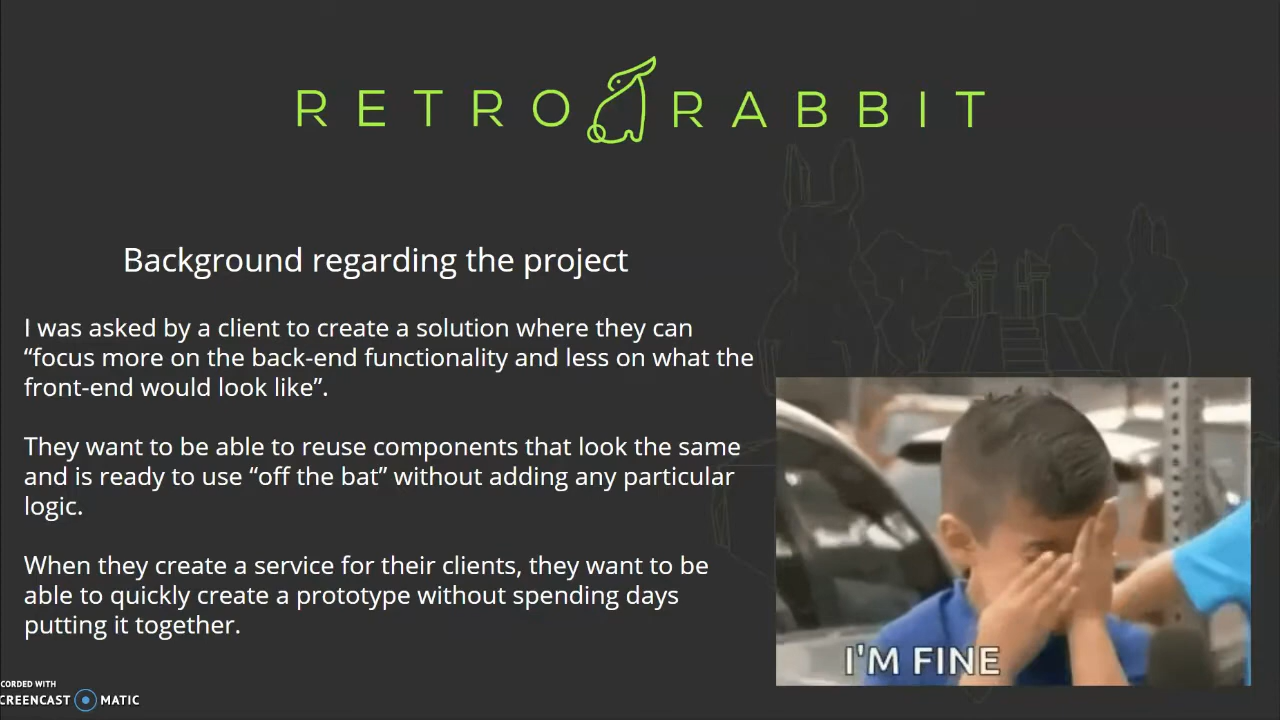 RETRO RABBIT
Background regarding the project
I was asked by a client to create a solution where they can
“focus more on the back-end functionality and less on what the
front-end would look like”.
They want to be able to reuse components that look the same
and is ready to use “off the bat” without adding any particular
logic.
When they create a service for their clients, they want to be
able to quickly create a prototype without spending days
putting it together.
I'M FINE
CORDED WITH
CREENCAST MATIC